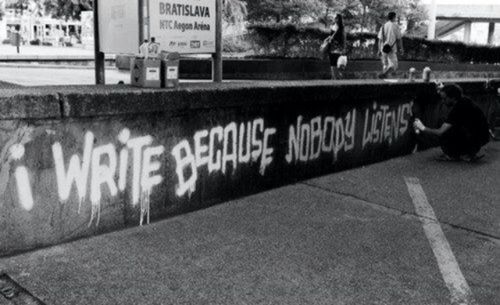 BRATISLAVA
NTC Aegon Aréna
i WRiTE BECAUSE NOBODY LiSTENS